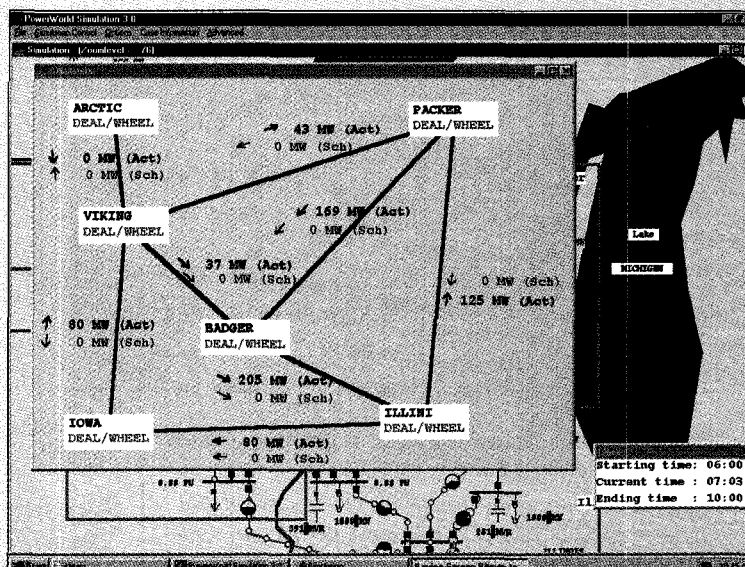 PowerWorld Simulation 3.0
Simulation
ARCTIC
DEAL/WHEEL
PACKER
DEAL/WHEEL
43 MW (Act)
0 MW (Sch)
0 MW (Act)
0 MW (Sch)
169 MW (Act)
0 MW (Sch)
VIKING
DEAL/WHEEL
Lake
MICHIGAN
37 MW (Act)
0 MW (Sch)
0 MW (Sch)
125 MW (Act)
80 MW (Act)
0 MW (Sch)
BADGER
DEAL/WHEEL
205 MW (Act)
0 MW (Sch)
IOWA
DEAL/WHEEL
ILLINI
DEAL/WHEEL
80 MW (Act)
0 MW (Sch)
Starting time: 06:00
Current time : 07:03
Ending time : 10:00